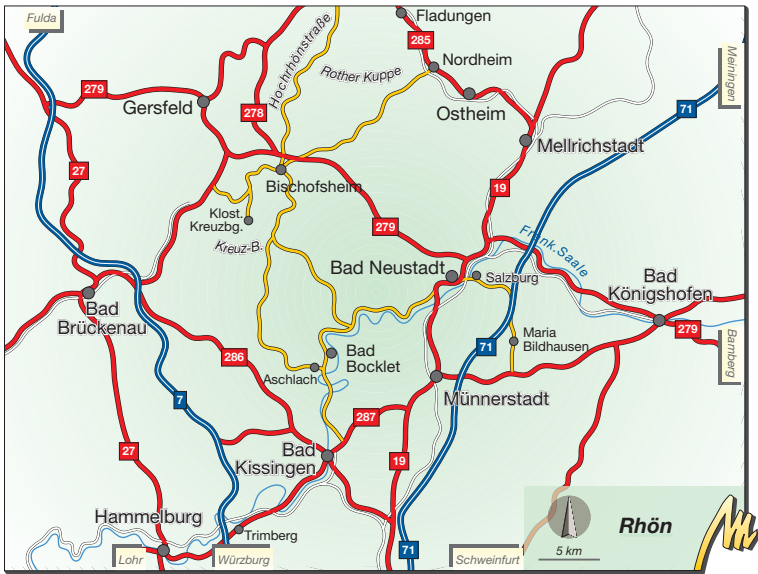 Fulda
Fladungen
285
Hochrhönstraße
Rother Kuppe
Nordheim
Meiningen
279
278
Gersfeld
Ostheim
71
Mellrichstadt
27
19
Bischofsheim
Klost.
Kreuzbg.
Kreuz-B.
279
Frank.Saale
Bad Neustadt
Salzburg
Bad
Königshofen
Bad
Brückenau
279
Maria
Bildhausen
71
286
Bad
Bocklet
Aschlach
Bamberg
7
Münnerstadt
287
27
Bad
Kissingen
19
Hammelburg
Trimberg
Rhön
5 km
71
Lohr
Würzburg
Schweinfurt